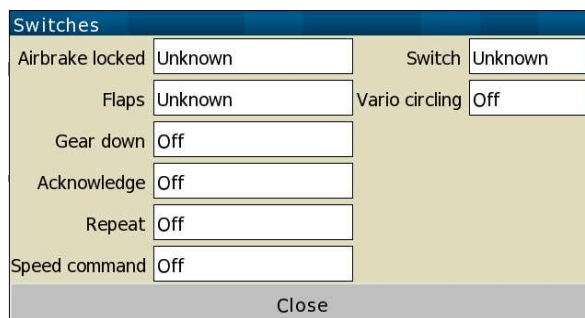 Switches
Airbrake locked Unknown Switch Unknown
Flaps Unknown Vario circling Off
Gear down Off
Acknowledge Off
Repeat Off
Speed command Off
Close